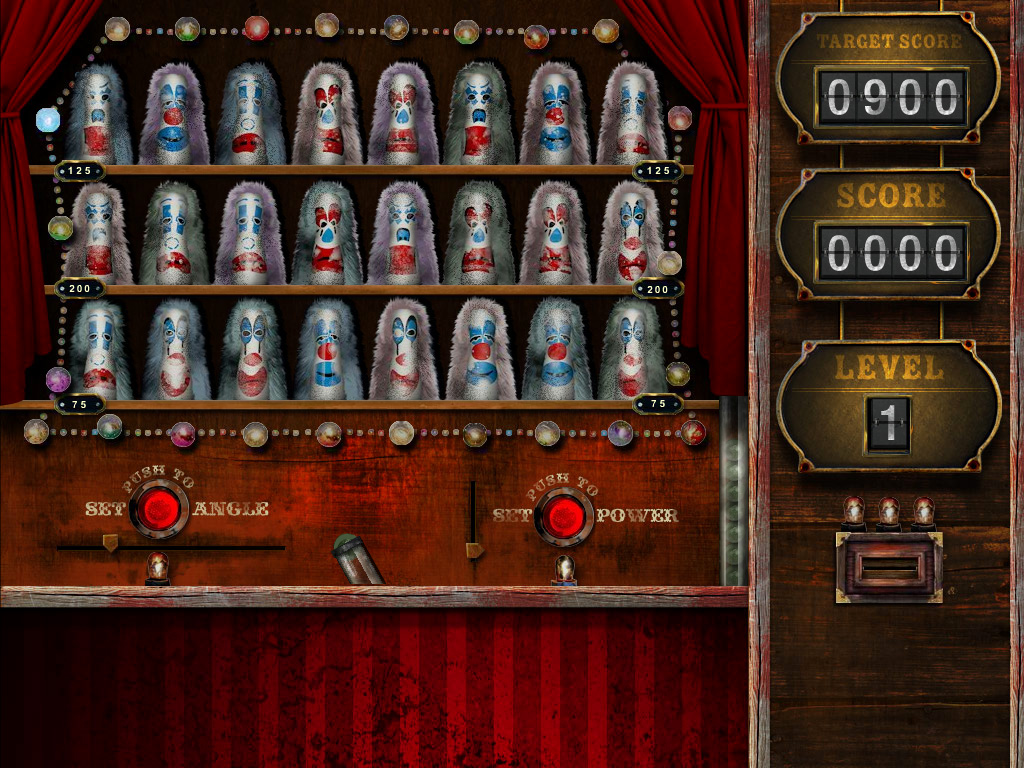 TARGET SCORE
0900
125 125
SCORE
0000
200 200
LEVEL
1
75 75
PUSH TO
SET ANGLE
PUSH TO
SET POWER